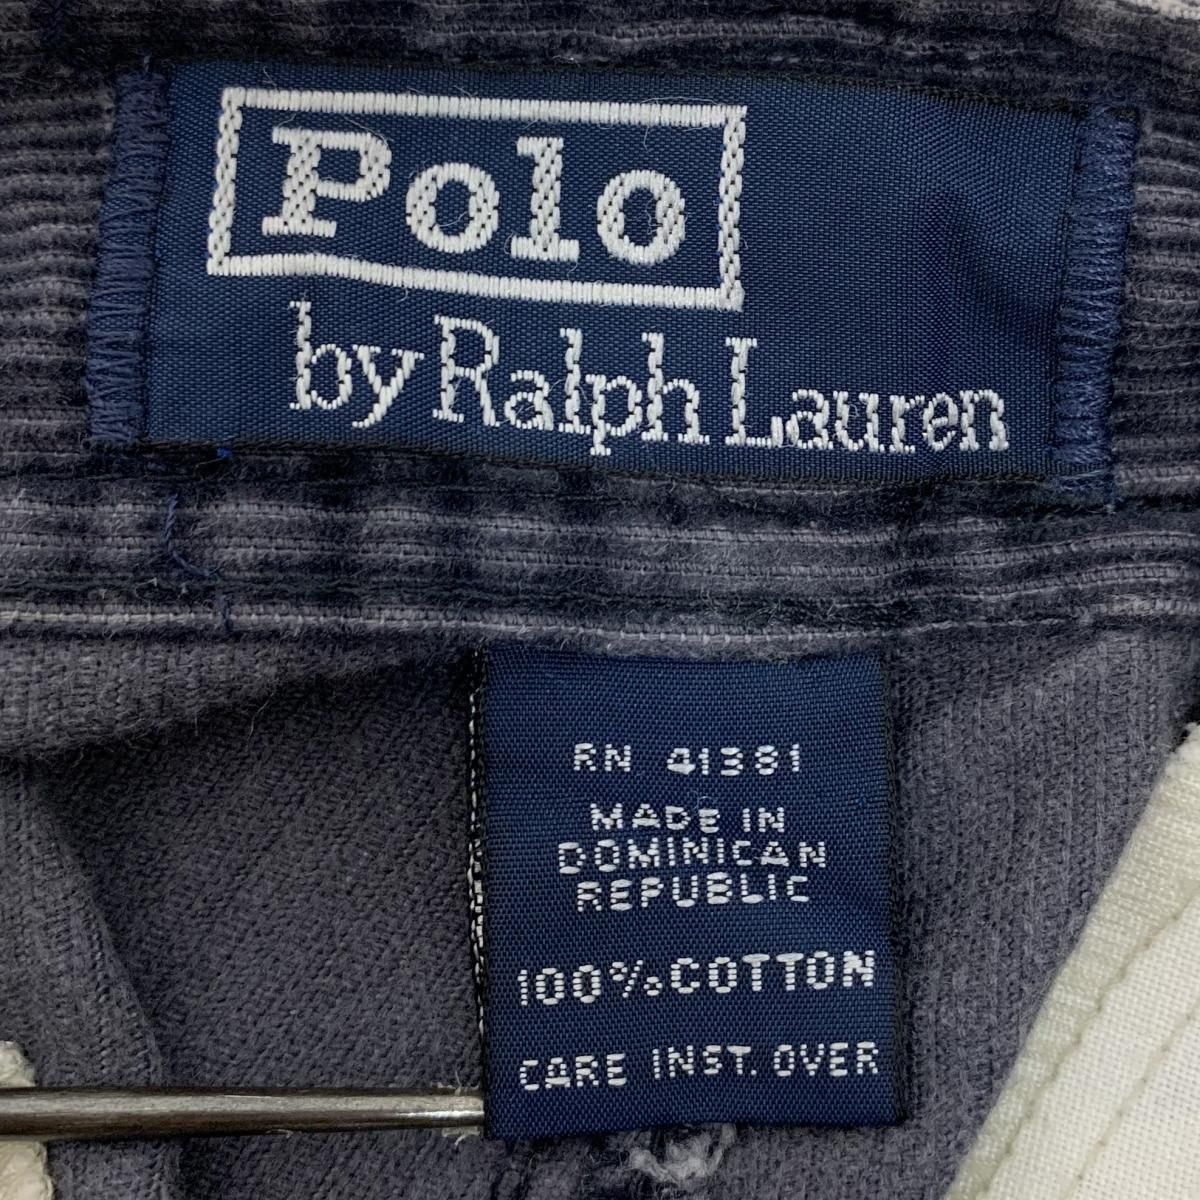 Polo
by Ralph Lauren
RN 41381
MADE IN
DOMINICAN
REPUBLIC
100% COTTON
CARE INST. OVER